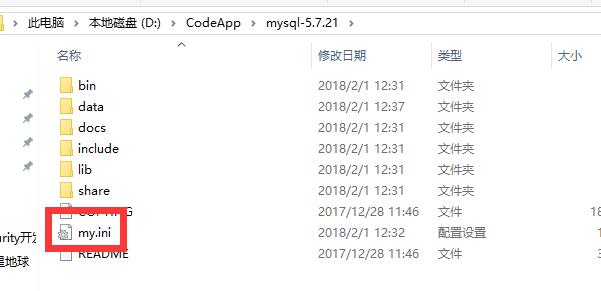 此电脑 本地磁盘 (D:) CodeApp mysql-5.7.21
名称 修改日期 类型 大小
bin 2018/2/1 12:31 文件夹
data 2018/2/1 12:37 文件夹
docs 2018/2/1 12:31 文件夹
include 2018/2/1 12:31 文件夹
lib 2018/2/1 12:31 文件夹
share 2018/2/1 12:31 文件夹
COPYING 2017/12/28 11:46 文件 18
urity开发 my.ini 2018/2/1 12:32 配置设置 1
星地球 README 2017/12/28 11:46 文件 3